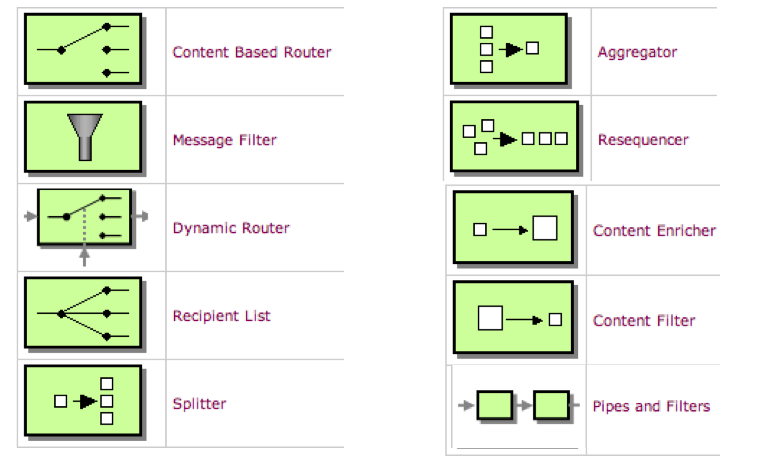 Content Based Router
Message Filter
Dynamic Router
Recipient List
Splitter
Aggregator
Resequencer
Content Enricher
Content Filter
Pipes and Filters